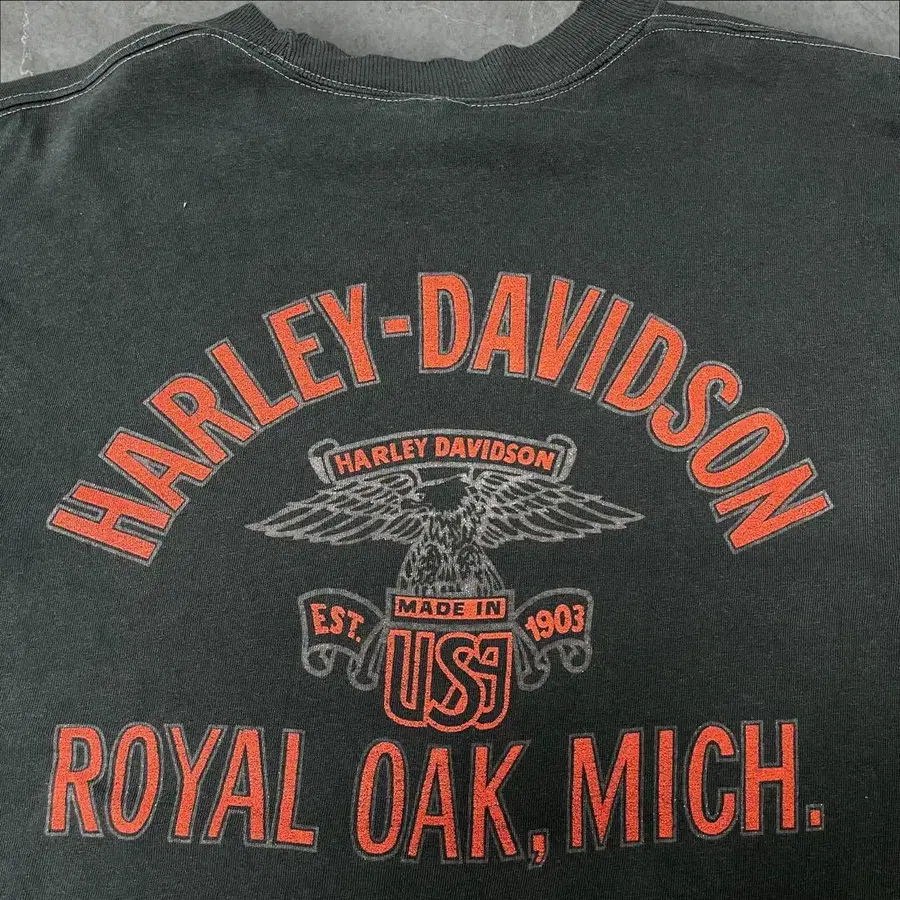 HARLEY-DAVIDSON
HARLEY DAVIDSON
MADE IN
EST. 1903
USA
ROYAL OAK, MICH.